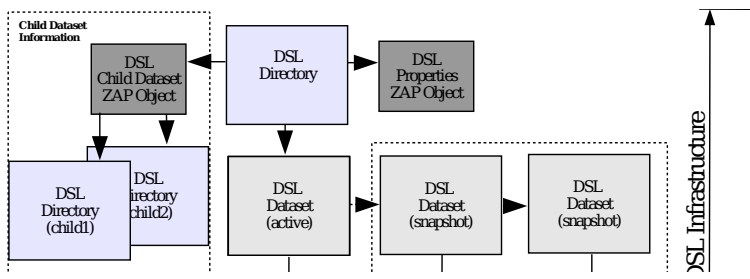 Child Dataset
Information
DSL
Child Dataset
ZAP Object
DSL
Directory
DSL
Properties
ZAP Object
DSL
Directory
(child1)
DSL
irectory
child2)
DSL
Dataset
(active)
DSL
Dataset
(snapshot)
DSL
Dataset
(snapshot)
DSL Infrastructure